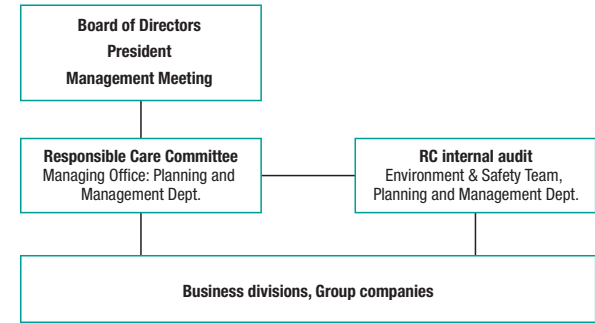 Board of Directors
President
Management Meeting
Responsible Care Committee
Managing Office: Planning and
Management Dept.
RC internal audit
Environment & Safety Team,
Planning and Management Dept.
Business divisions, Group companies